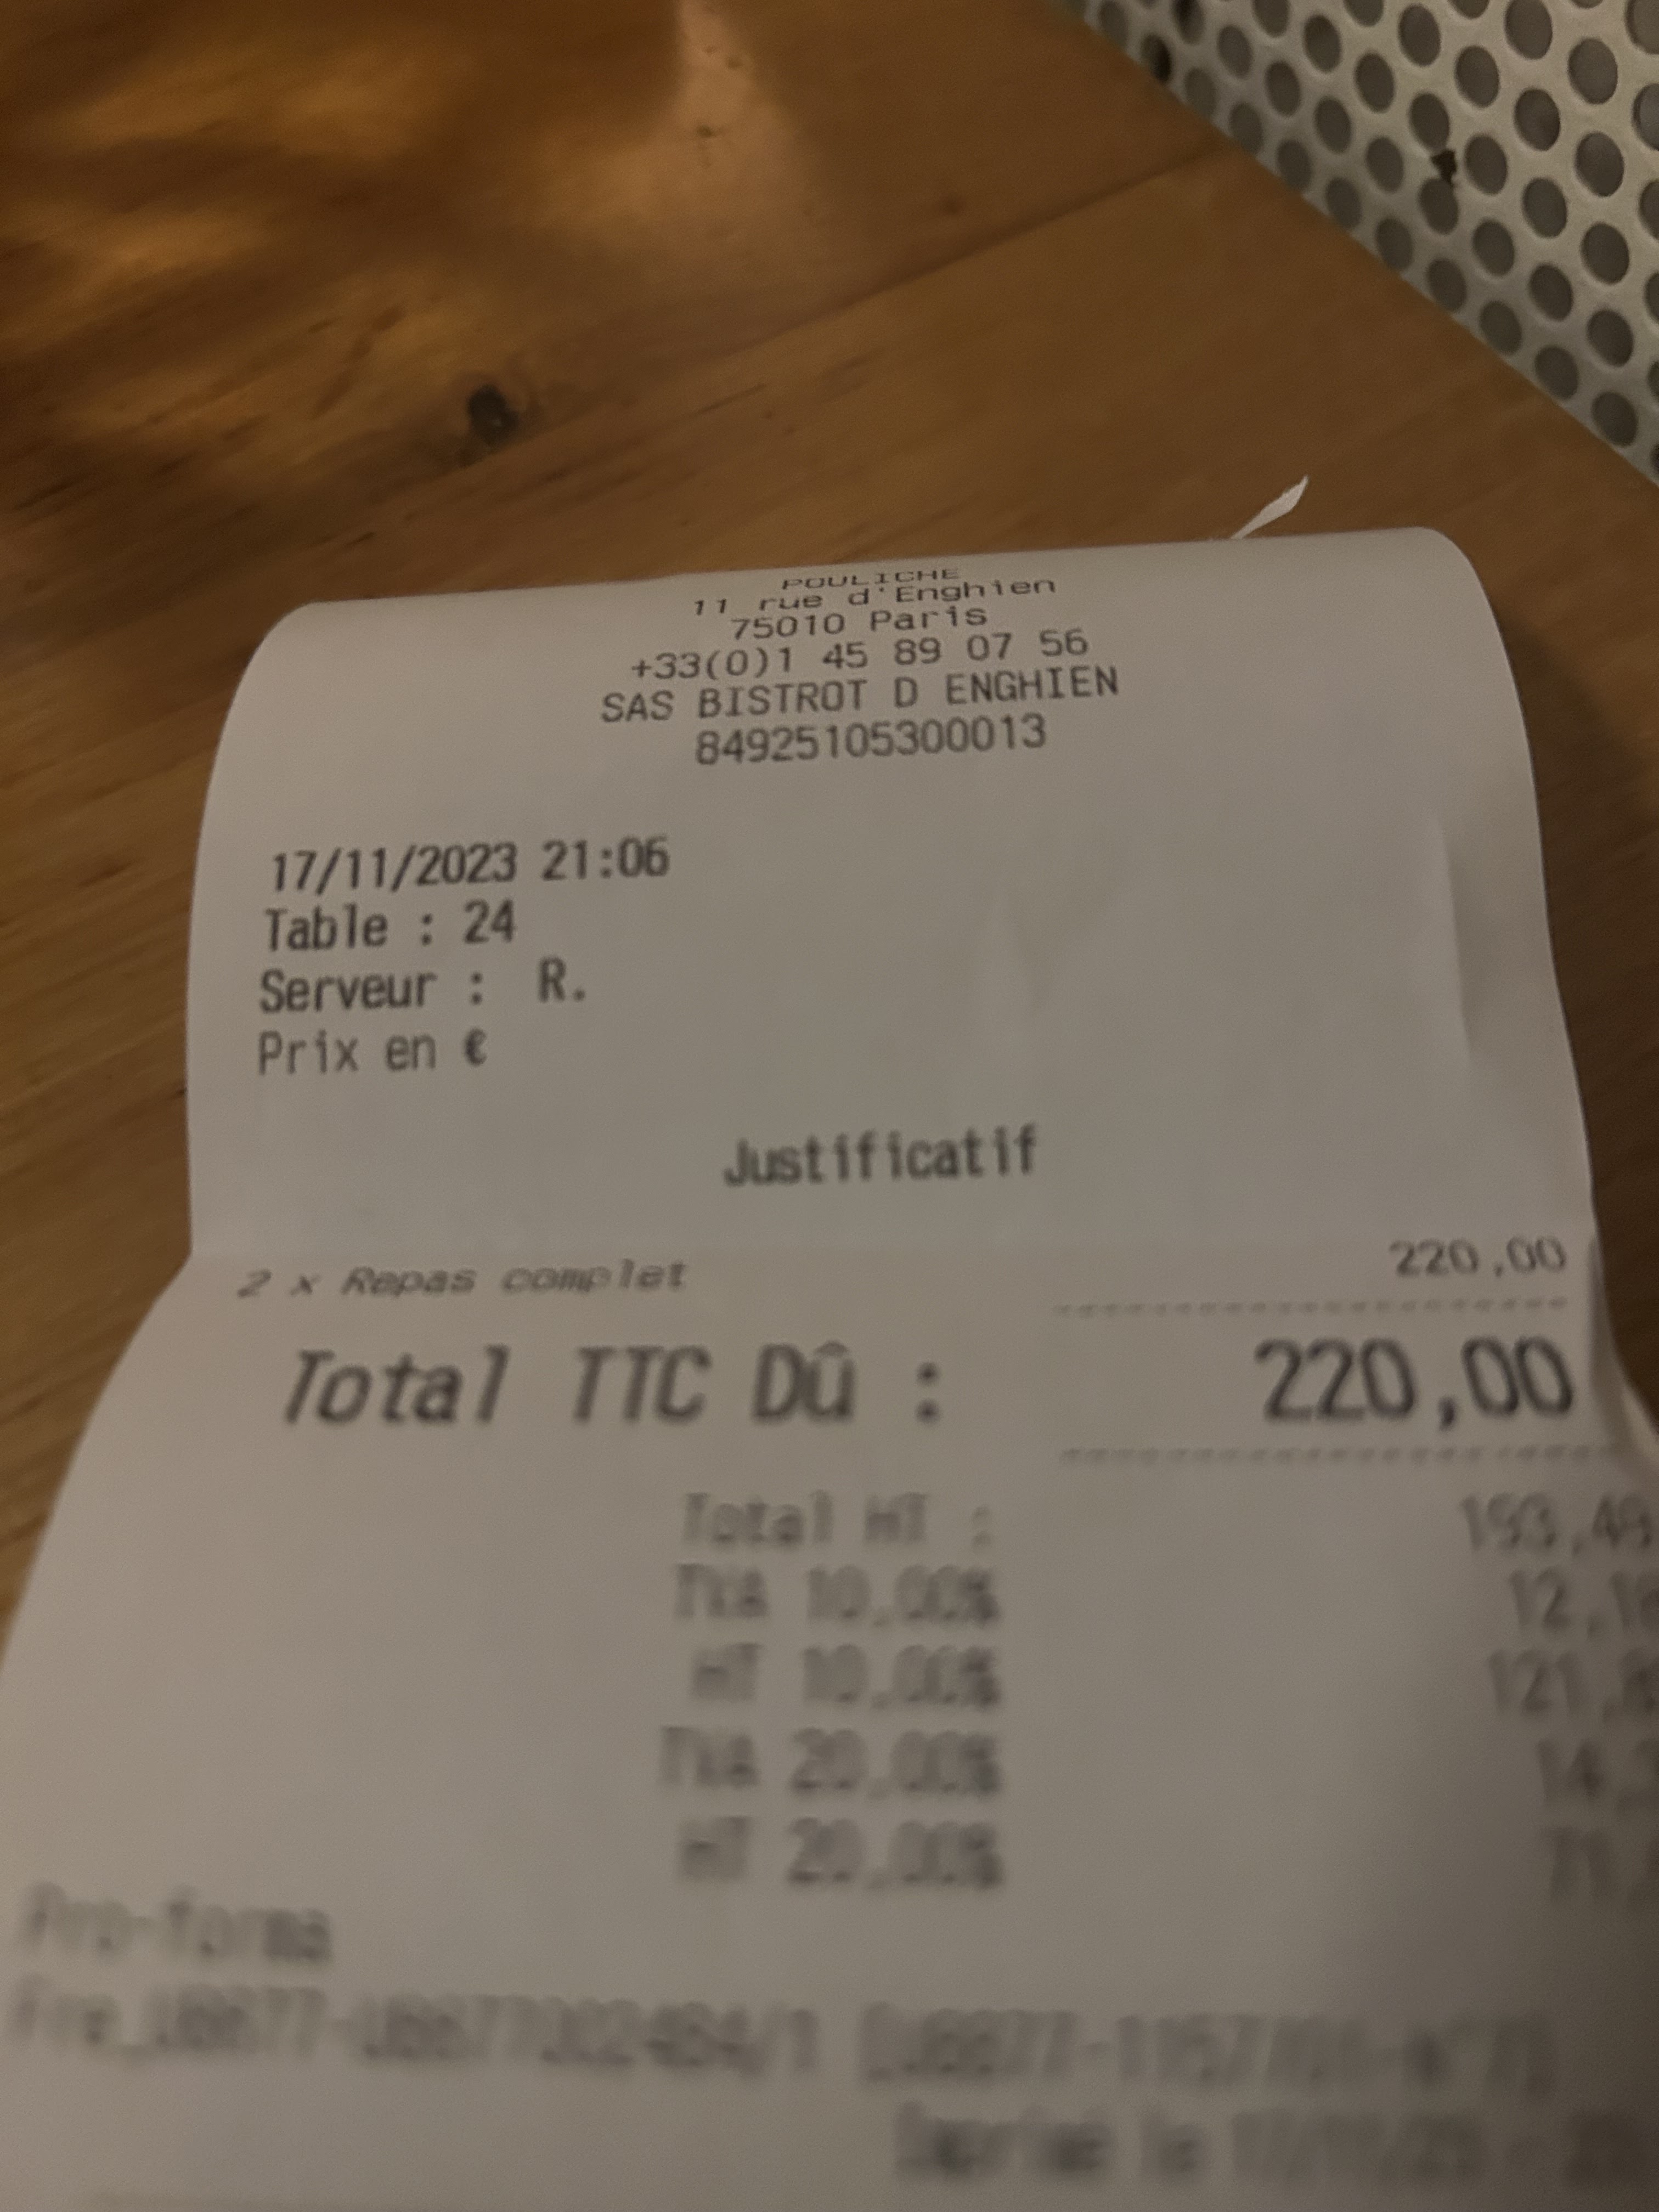 POULICHE
11 rue d'Enghien
75010 Paris
+33(0)1 45 89 07 56
SAS BISTROT D ENGHIEN
84925105300013
17/11/2023 21:06
Table : 24
Serveur : R.
Prix en €
Justificatif
2 x Repas complet 220,00
Total TTC Dû : 220,00
Total HT :
TVA 10,00%
HT 10,00%
TVA 20,00%
HT 20,00%
Pro-forma